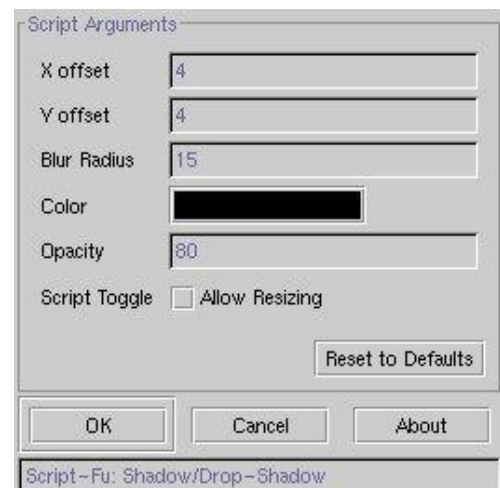 Script Arguments
X offset 4
Y offset 4
Blur Radius 15
Color
Opacity 80
Script Toggle Allow Resizing
Reset to Defaults
OK Cancel About
Script-Fu: Shadow/Drop-Shadow